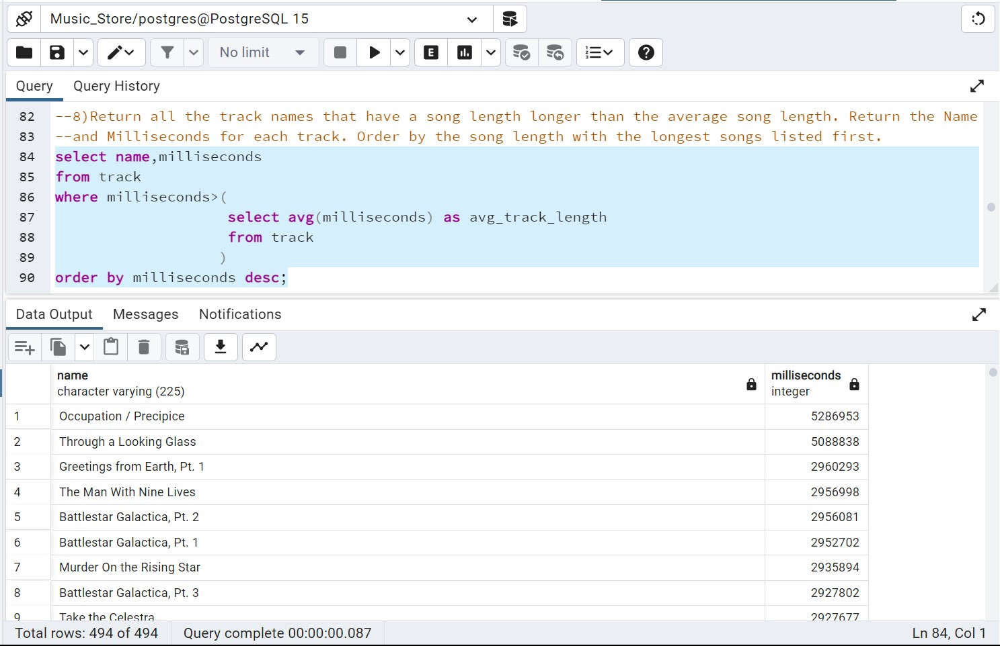 Music_Store/postgres@PostgreSQL 15
No limit
E
Query Query History
82 --8)Return all the track names that have a song length longer than the average song length. Return the Name
83 --and Milliseconds for each track. Order by the song length with the longest songs listed first.
84 select name,milliseconds
85 from track
86 where milliseconds>(
87 select avg(milliseconds) as avg_track_length
88 from track
89 )
90 order by milliseconds desc;
Data Output Messages Notifications
name milliseconds
character varying (225) integer
1 Occupation / Precipice 5286953
2 Through a Looking Glass 5088838
3 Greetings from Earth, Pt. 1 2960293
4 The Man With Nine Lives 2956998
5 Battlestar Galactica, Pt. 2 2956081
6 Battlestar Galactica, Pt. 1 2952702
7 Murder On the Rising Star 2935894
8 Battlestar Galactica, Pt. 3 2927802
9 Take the Celestra 2927677
Total rows: 494 of 494 Query complete 00:00:00.087 Ln 84, Col 1